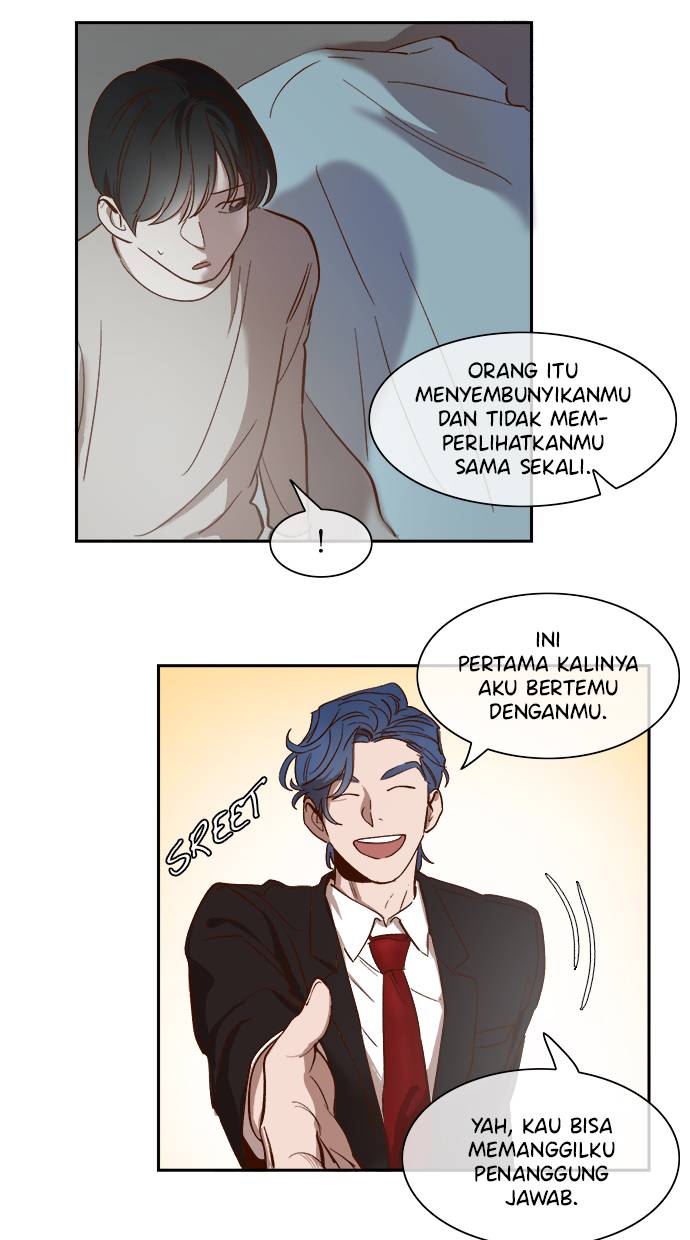 ORANG ITU
MENYEMBUNYIKANMU
DAN TIDAK MEM-
PERLIHATKANMU
SAMA SEKALI.
!
INI
PERTAMA KALINYA
AKU BERTEMU
DENGANMU.
SREET
YAH, KAU BISA
MEMANGGILKU
PENANGGUNG
JAWAB.